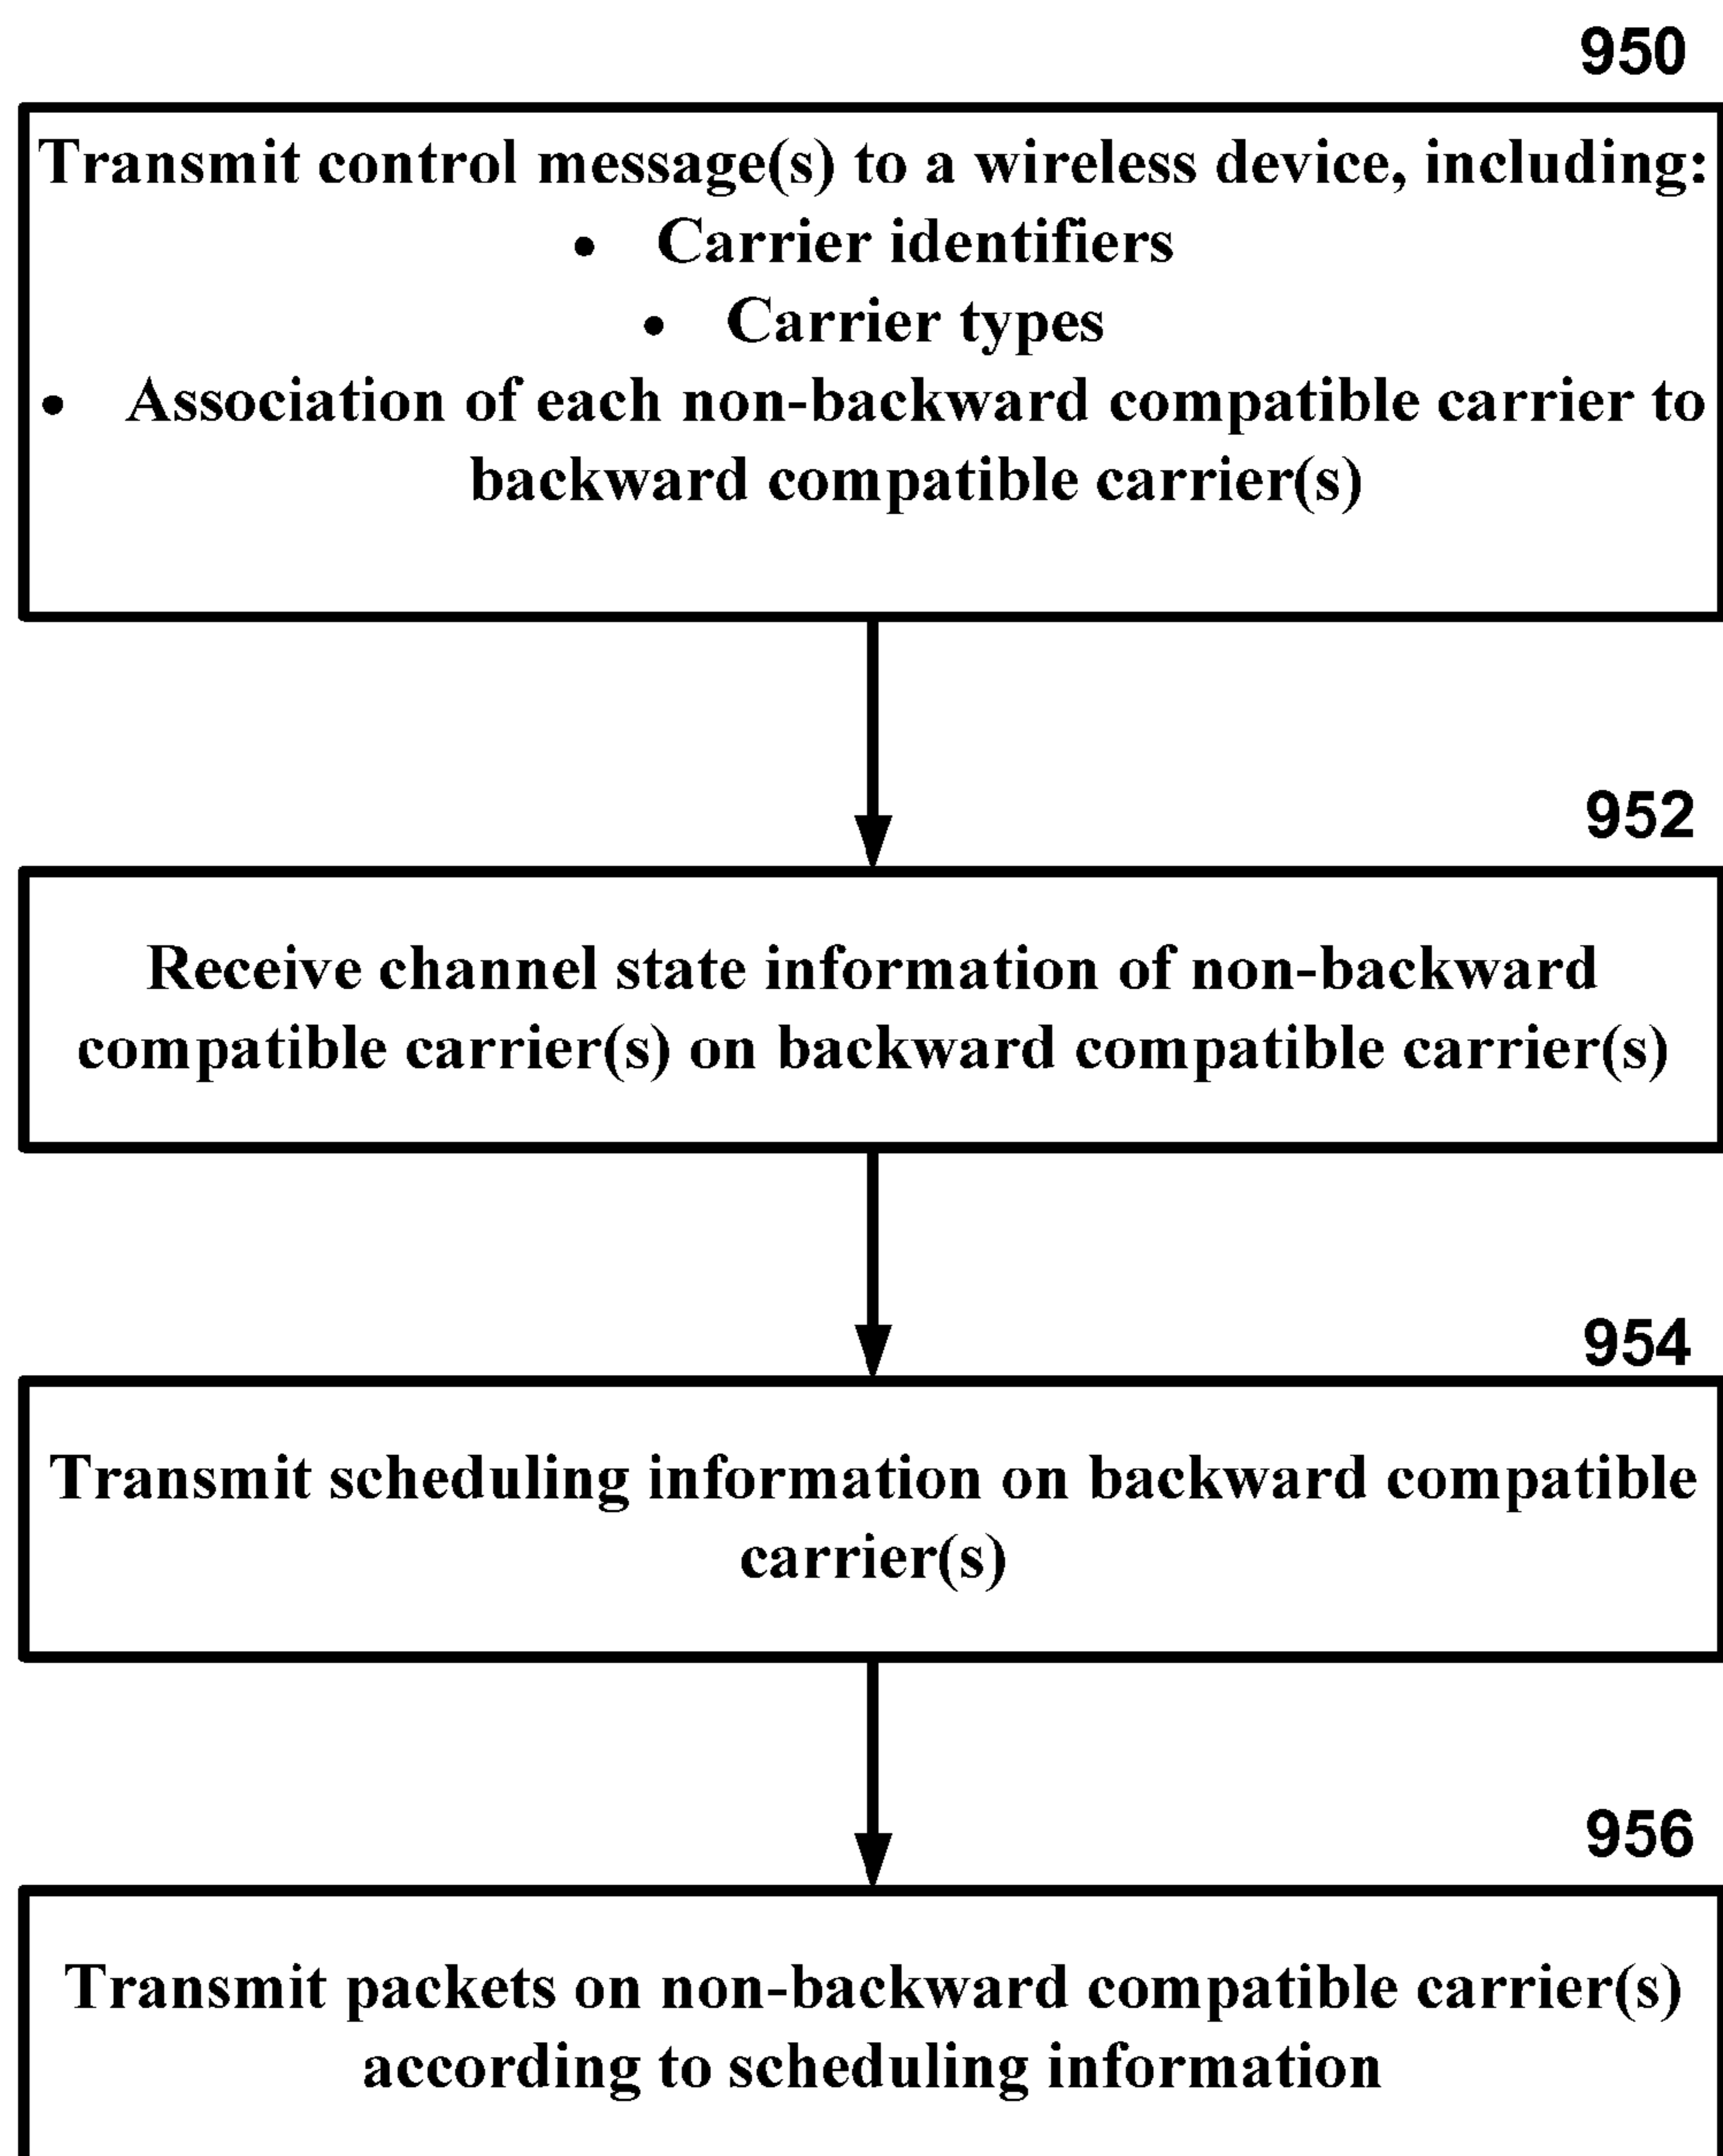 950
Transmit control message(s) to a wireless device, including:
• Carrier identifiers
• Carrier types
• Association of each non-backward compatible carrier to
backward compatible carrier(s)
952
Receive channel state information of non-backward
compatible carrier(s) on backward compatible carrier(s)
954
Transmit scheduling information on backward compatible
carrier(s)
956
Transmit packets on non-backward compatible carrier(s)
according to scheduling information